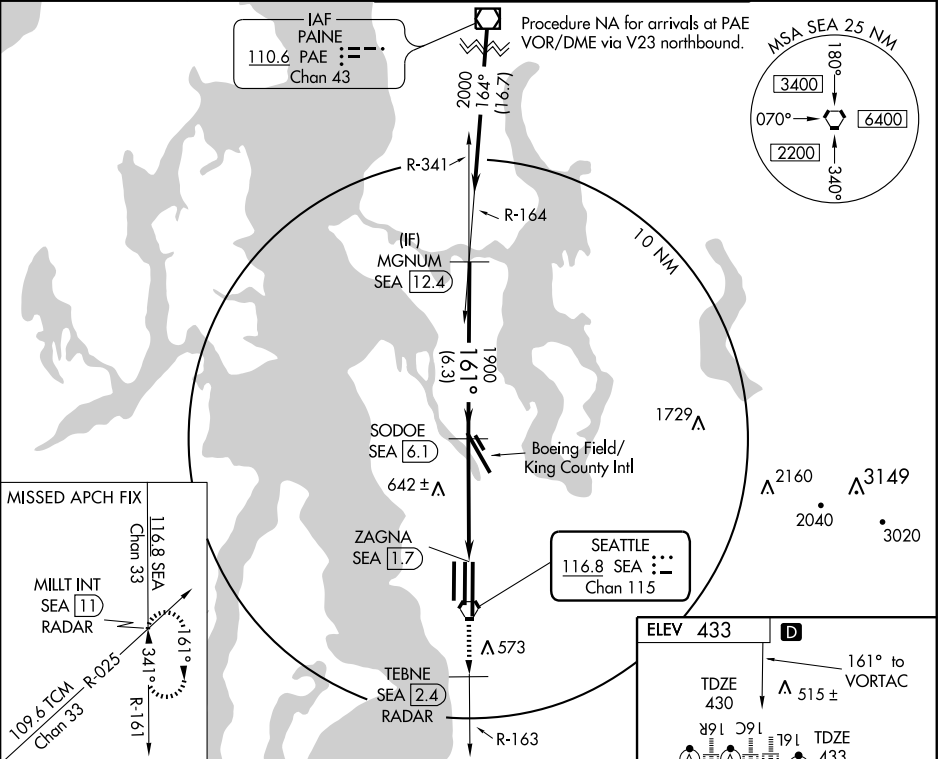 IAF
PAINE
110.6 PAE
Chan 43
Procedure NA for arrivals at PAE
VOR/DME via V23 northbound.
MSA SEA 25 NM
180°
3400
070°
6400
2200
340°
2000
164°
(16.7)
R-341
R-164
10 NM
(IF)
MGNUM
SEA 12.4
1900
161°
(6.3)
SODOE
SEA 6.1
Boeing Field/
King County Intl
1729
642 ±
2160
3149
2040
3020
ZAGNA
SEA 1.7
SEATTLE
116.8 SEA
Chan 115
573
TEBNE
SEA 2.4
RADAR
R-163
MISSED APCH FIX
116.8 SEA
Chan 33
MILLT INT
SEA 11
RADAR
161°
341°
R-025
109.6 TCM
Chan 33
R-161
ELEV 433
D
161° to
VORTAC
515 ±
TDZE
430
16R
16C
16L
TDZE
433